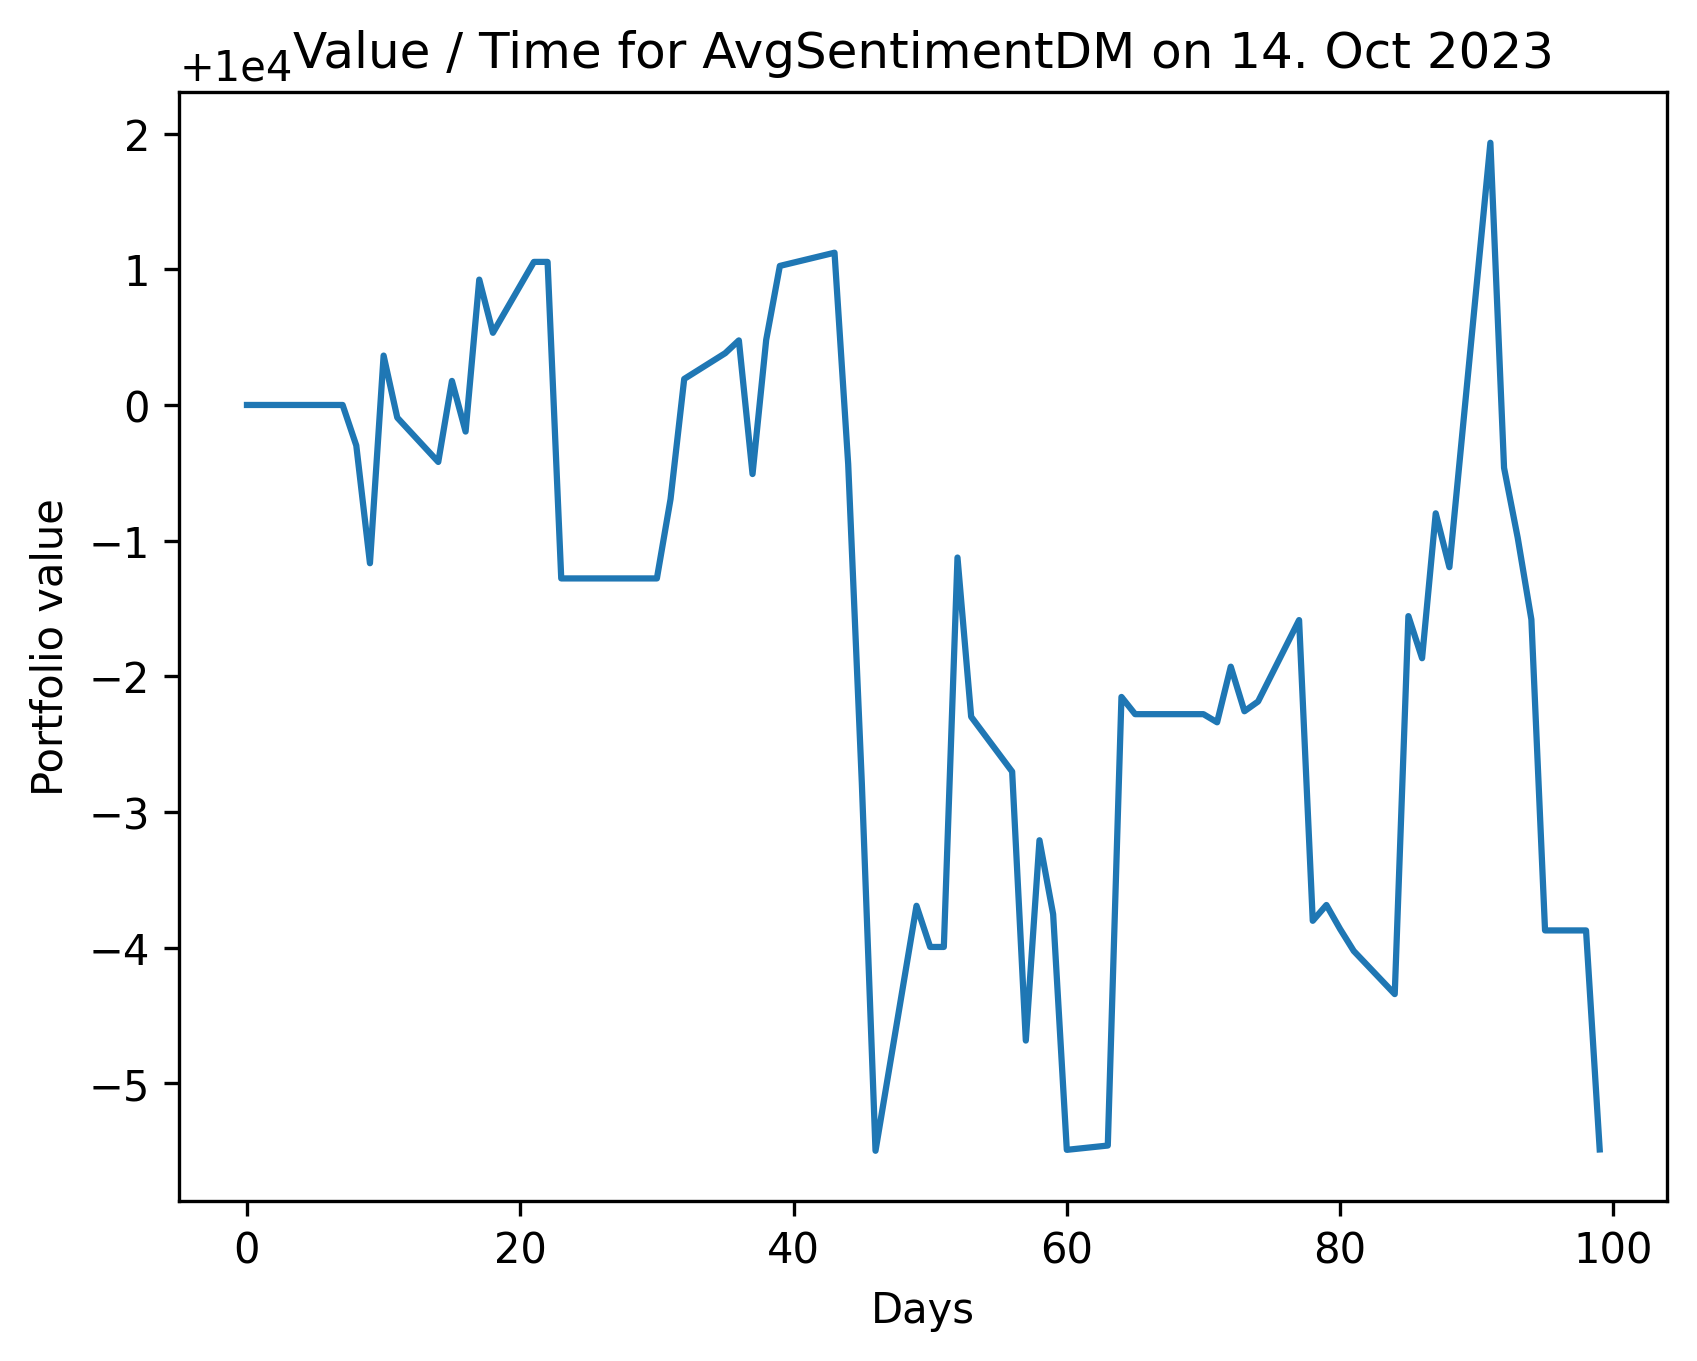 Value / Time for AvgSentimentDM on 14. Oct 2023
+1e4
2
1
0
−1
−2
−3
−4
−5
Portfolio value
0 20 40 60 80 100
Days